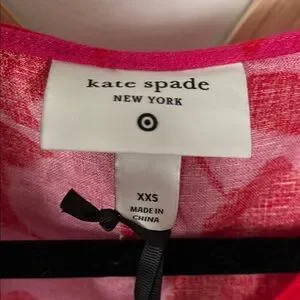 kate spade
NEW YORK
XXS
MADE IN
CHINA